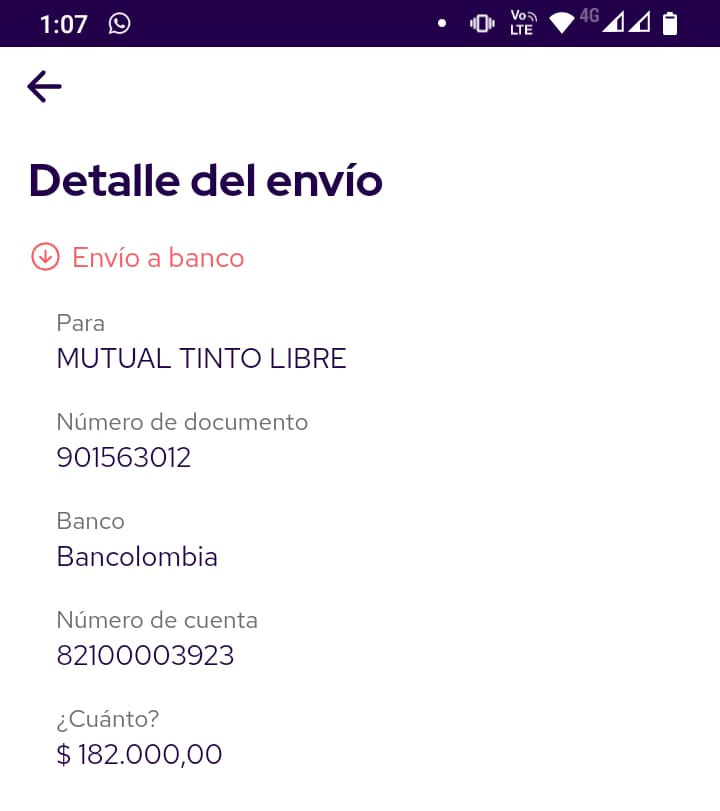 1:07
Vo
LTE
4G
Detalle del envío
Envío a banco
Para
MUTUAL TINTO LIBRE
Número de documento
901563012
Banco
Bancolombia
Número de cuenta
82100003923
¿Cuánto?
$ 182.000,00